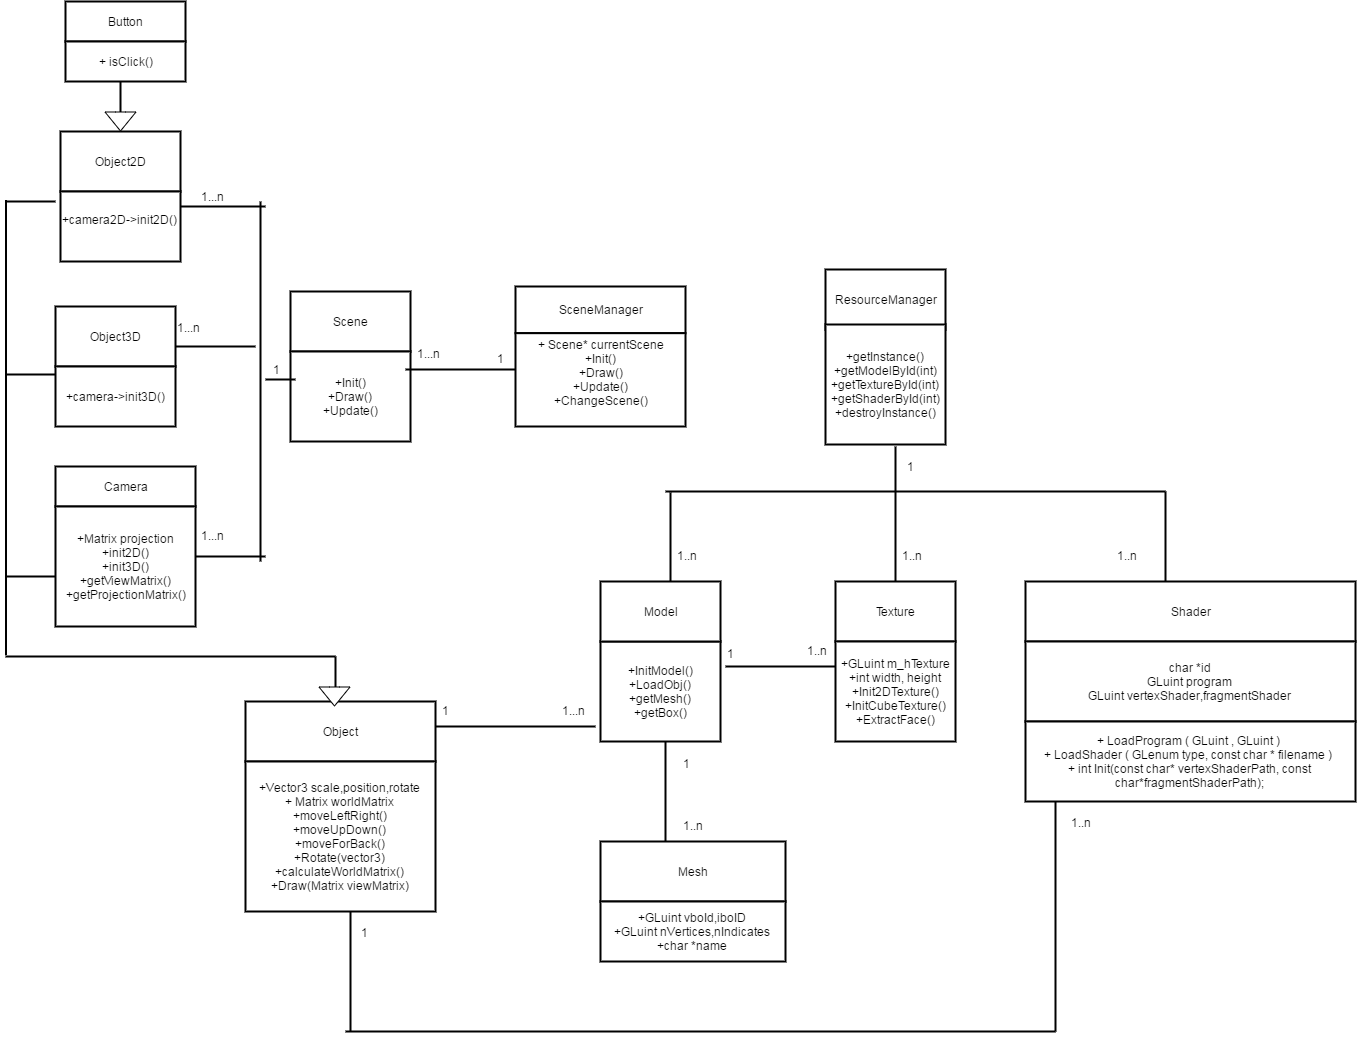 Button
+ isClick()
Object2D
+camera2D->init2D()
1...n
Object3D
+camera->init3D()
1...n
Camera
+Matrix projection
+init2D()
+init3D()
+getViewMatrix()
+getProjectionMatrix()
1...n
1
Scene
+Init()
+Draw()
+Update()
1...n
1
SceneManager
+ Scene* currentScene
+Init()
+Draw()
+Update()
+ChangeScene()
ResourceManager
+getInstance()
+getModelById(int)
+getTextureById(int)
+getShaderById(int)
+destroyInstance()
1
1..n
1..n
1..n
Model
+InitModel()
+LoadObj()
+getMesh()
+getBox()
1
1..n
Texture
+GLuint m_hTexture
+int width, height
+Init2DTexture()
+InitCubeTexture()
+ExtractFace()
Shader
char *id
GLuint program
GLuint vertexShader,fragmentShader
+ LoadProgram ( GLuint , GLuint )
+ LoadShader ( GLenum type, const char * filename )
+ int Init(const char* vertexShaderPath, const
char*fragmentShaderPath);
1..n
Object
+Vector3 scale,position,rotate
+ Matrix worldMatrix
+moveLeftRight()
+moveUpDown()
+moveForBack()
+Rotate(vector3)
+calculateWorldMatrix()
+Draw(Matrix viewMatrix)
1
1...n
1
1
1..n
Mesh
+GLuint vboId,iboID
+GLuint nVertices,nIndicates
+char *name